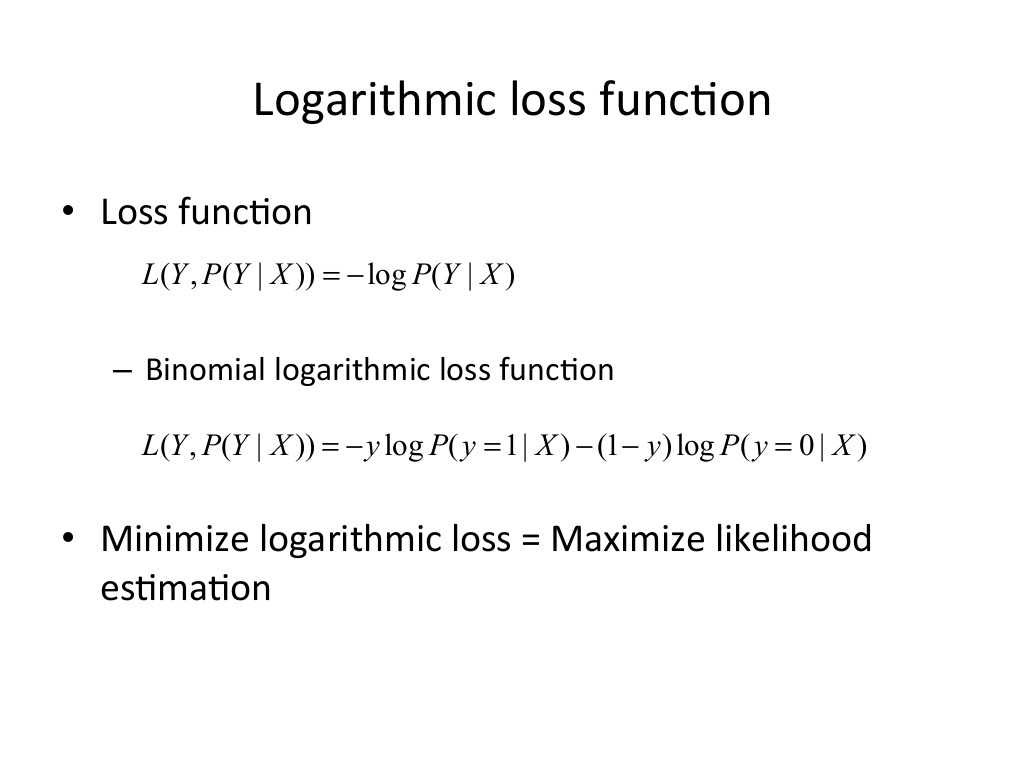 Logarithmic loss function
• Loss function
L(Y, P(Y | X)) = −log P(Y | X)
– Binomial logarithmic loss function
L(Y, P(Y | X)) = −y log P(y = 1 | X) − (1 − y) log P(y = 0 | X)
• Minimize logarithmic loss = Maximize likelihood
estimation